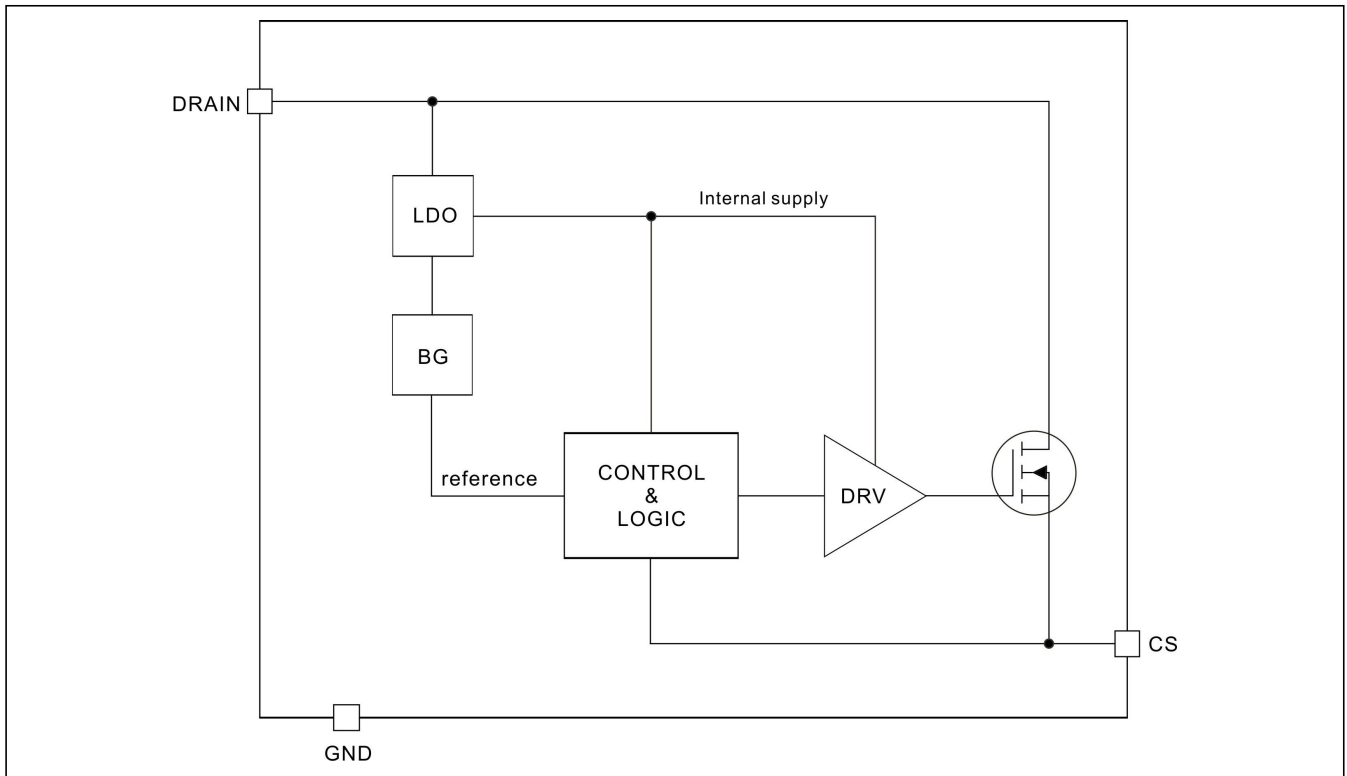 DRAIN
LDO
Internal supply
BG
reference
CONTROL
&
LOGIC
DRV
CS
GND